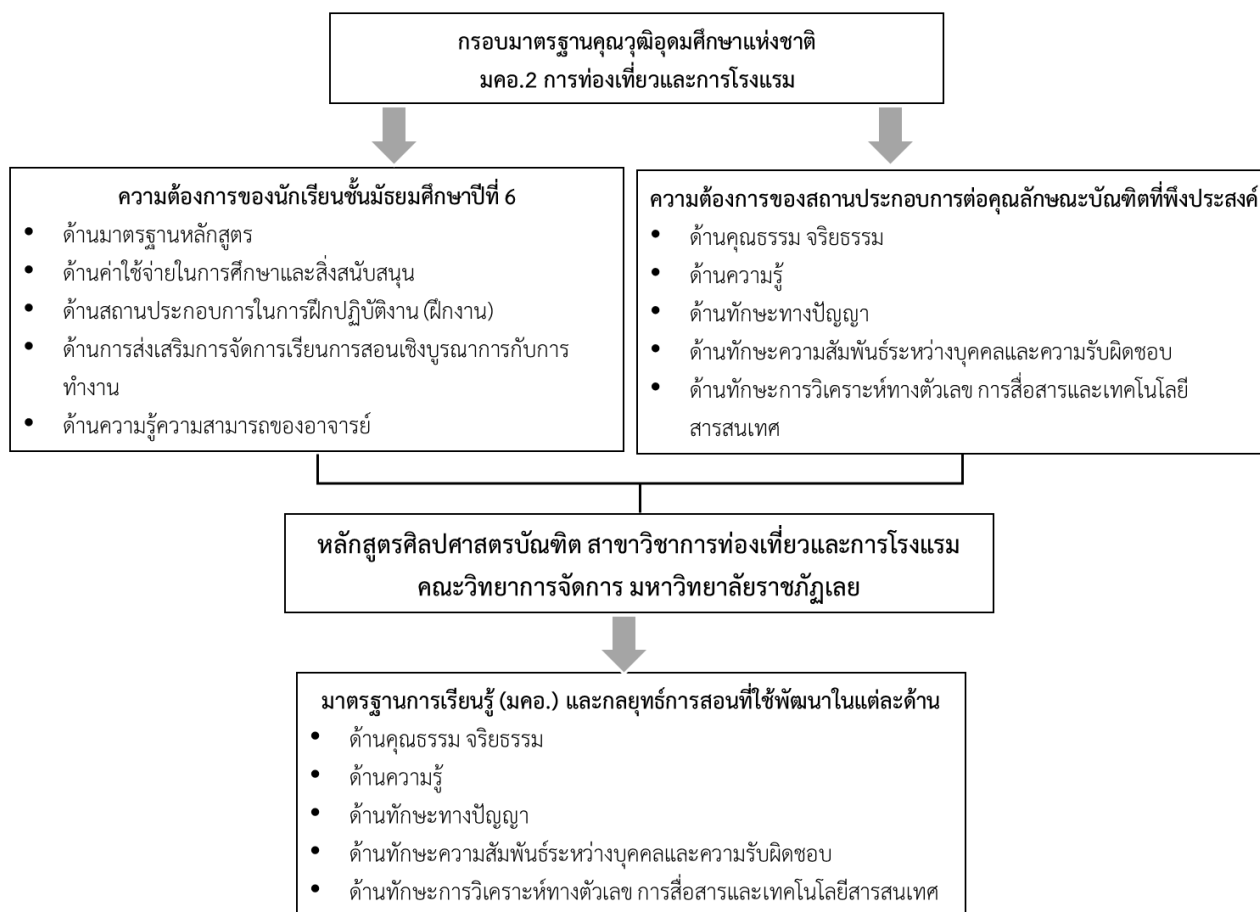 กรอบมาตรฐานคุณวุฒิอุดมศึกษาแห่งชาติ
มคอ.2 การท่องเที่ยวและการโรงแรม
ความต้องการของนักเรียนชั้นมัธยมศึกษาปีที่ 6
• ด้านมาตรฐานหลักสูตร
• ด้านค่าใช้จ่ายในการศึกษาและสิ่งสนับสนุน
• ด้านสถานประกอบการในการฝึกปฏิบัติงาน (ฝึกงาน)
• ด้านการส่งเสริมการจัดการเรียนการสอนเชิงบูรณาการกับการ
ทำงาน
• ด้านความรู้ความสามารถของอาจารย์
ความต้องการของสถานประกอบการต่อคุณลักษณะบัณฑิตที่พึงประสงค์
• ด้านคุณธรรม จริยธรรม
• ด้านความรู้
• ด้านทักษะทางปัญญา
• ด้านทักษะความสัมพันธ์ระหว่างบุคคลและความรับผิดชอบ
• ด้านทักษะการวิเคราะห์ทางตัวเลข การสื่อสารและเทคโนโลยี
สารสนเทศ
หลักสูตรศิลปศาสตรบัณฑิต สาขาวิชาการท่องเที่ยวและการโรงแรม
คณะวิทยาการจัดการ มหาวิทยาลัยราชภัฏเลย
มาตรฐานการเรียนรู้ (มคอ.) และกลยุทธ์การสอนที่ใช้พัฒนาในแต่ละด้าน
• ด้านคุณธรรม จริยธรรม
• ด้านความรู้
• ด้านทักษะทางปัญญา
• ด้านทักษะความสัมพันธ์ระหว่างบุคคลและความรับผิดชอบ
• ด้านทักษะการวิเคราะห์ทางตัวเลข การสื่อสารและเทคโนโลยีสารสนเทศ